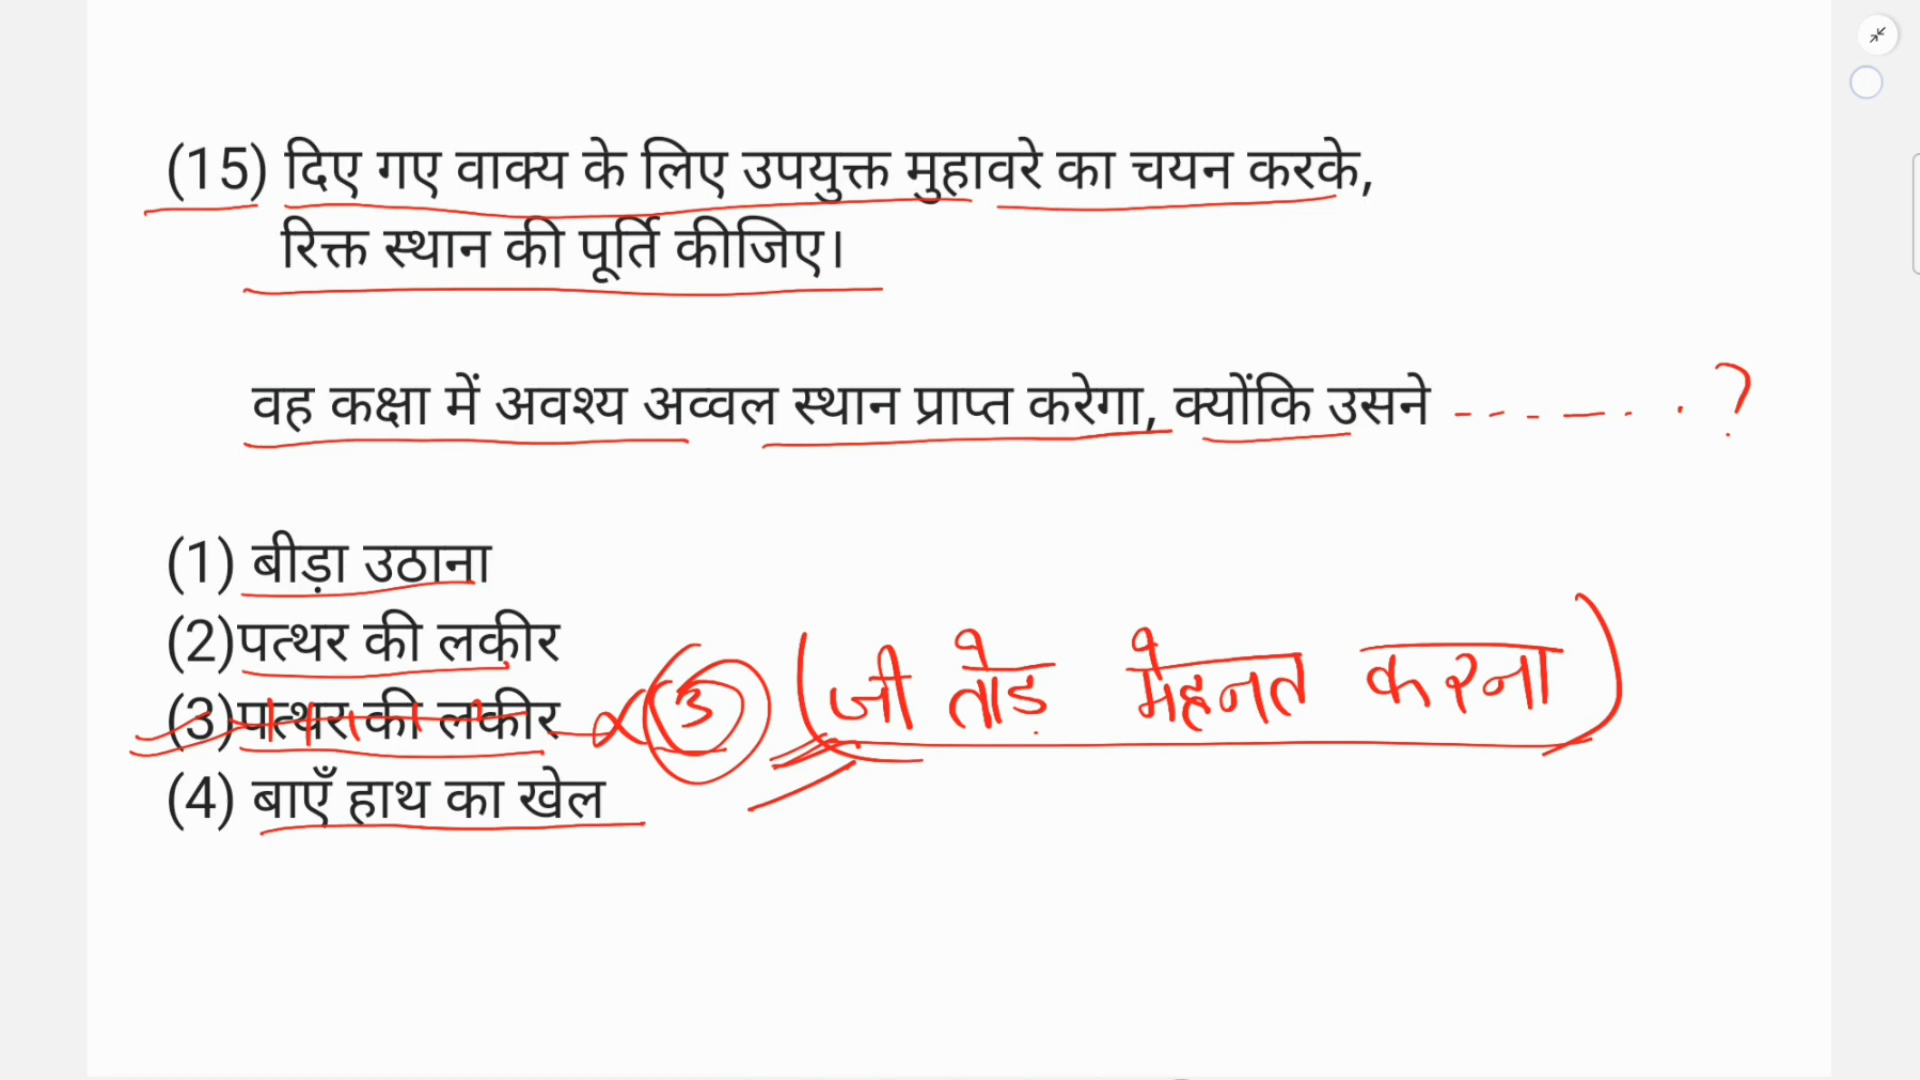 (15) दिए गए वाक्य के लिए उपयुक्त मुहावरे का चयन करके,
रिक्त स्थान की पूर्ति कीजिए।
वह कक्षा में अवश्य अव्वल स्थान प्राप्त करेगा, क्योंकि उसने -------..?
(1) बीड़ा उठाना
(2)पत्थर की लकीर
(3)पत्थर की लकीर
(3) (जी तोड़ मेहनत करना)
(4) बाएँ हाथ का खेल